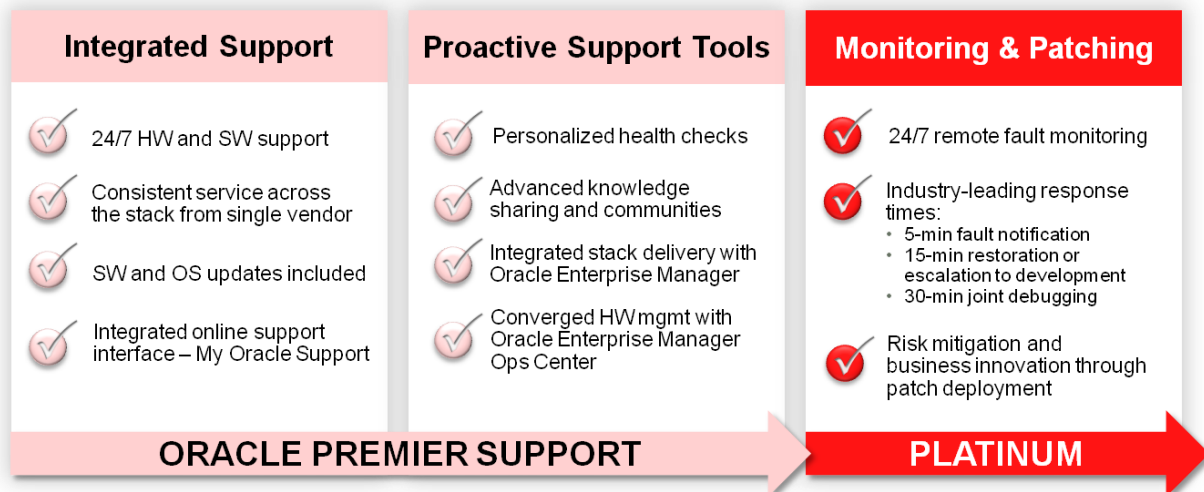 Integrated Support
24/7 HW and SW support
Consistent service across
the stack from single vendor
SW and OS updates included
Integrated online support
interface – My Oracle Support
Proactive Support Tools
Personalized health checks
Advanced knowledge
sharing and communities
Integrated stack delivery with
Oracle Enterprise Manager
Converged HW mgmt with
Oracle Enterprise Manager
Ops Center
Monitoring & Patching
24/7 remote fault monitoring
Industry-leading response
times:
• 5-min fault notification
• 15-min restoration or
escalation to development
• 30-min joint debugging
Risk mitigation and
business innovation through
patch deployment
ORACLE PREMIER SUPPORT
PLATINUM